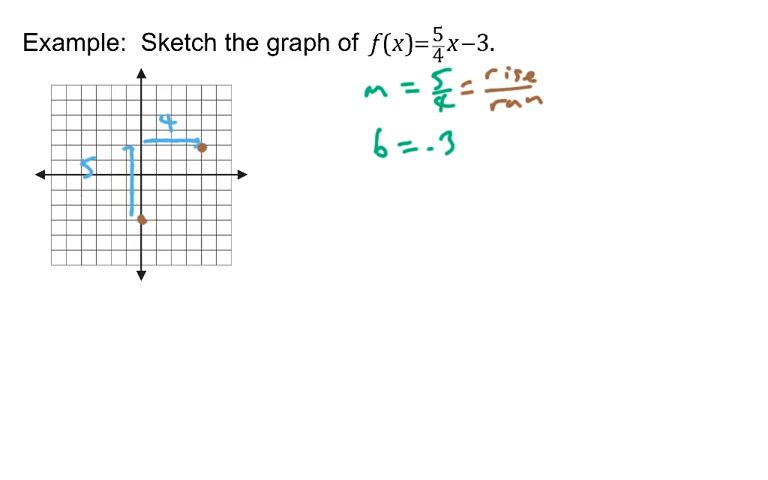 Example: Sketch the graph of f(x)=5/4x−3.
m = 5/4 = rise/run
b = -3
4
5